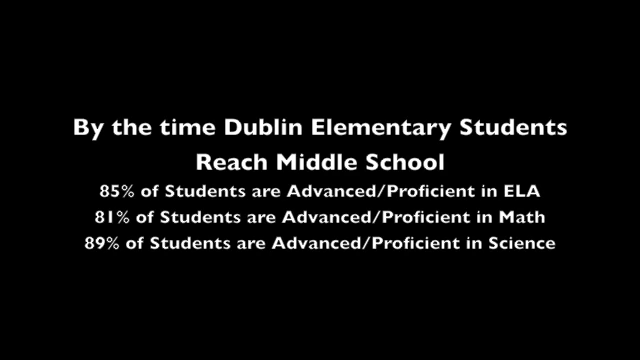 By the time Dublin Elementary Students
Reach Middle School
85% of Students are Advanced/Proficient in ELA
81% of Students are Advanced/Proficient in Math
89% of Students are Advanced/Proficient in Science